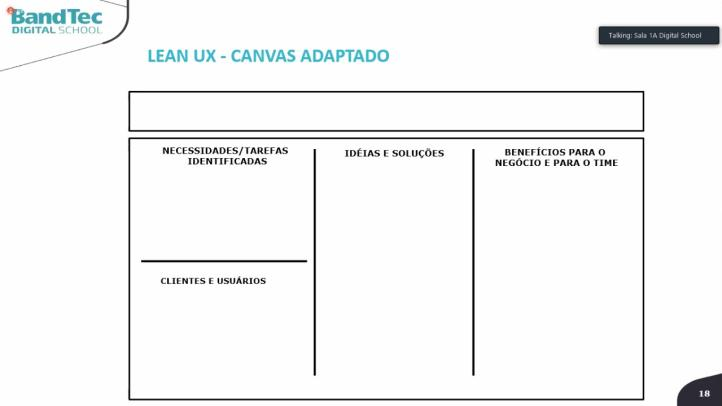 BandTec
DIGITAL SCHOOL
Talking: Sala 1A Digital School
LEAN UX - CANVAS ADAPTADO
NECESSIDADES/TAREFAS
IDENTIFICADAS
IDÉIAS E SOLUÇÕES
BENEFÍCIOS PARA O
NEGÓCIO E PARA O TIME
CLIENTES E USUÁRIOS
18